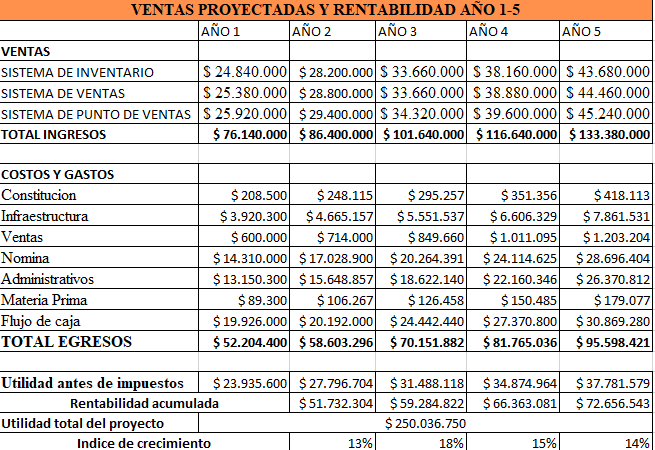 VENTAS PROYECTADAS Y RENTABILIDAD AÑO 1-5
AÑO 1 AÑO 2 AÑO 3 AÑO 4 AÑO 5
VENTAS
SISTEMA DE INVENTARIO $ 24.840.000 $ 28.200.000 $ 33.660.000 $ 38.160.000 $ 43.680.000
SISTEMA DE VENTAS $ 25.380.000 $ 28.800.000 $ 33.660.000 $ 38.880.000 $ 44.460.000
SISTEMA DE PUNTO DE VENTAS $ 25.920.000 $ 29.400.000 $ 34.320.000 $ 39.600.000 $ 45.240.000
TOTAL INGRESOS $ 76.140.000 $ 86.400.000 $ 101.640.000 $ 116.640.000 $ 133.380.000
COSTOS Y GASTOS
Constitucion $ 208.500 $ 248.115 $ 295.257 $ 351.356 $ 418.113
Infraestructura $ 3.920.300 $ 4.665.157 $ 5.551.537 $ 6.606.329 $ 7.861.531
Ventas $ 600.000 $ 714.000 $ 849.660 $ 1.011.095 $ 1.203.204
Nomina $ 14.310.000 $ 17.028.900 $ 20.264.391 $ 24.114.625 $ 28.696.404
Administrativos $ 13.150.300 $ 15.648.857 $ 18.622.140 $ 22.160.346 $ 26.370.812
Materia Prima $ 89.300 $ 106.267 $ 126.458 $ 150.485 $ 179.077
Flujo de caja $ 19.926.000 $ 20.192.000 $ 24.442.440 $ 27.370.800 $ 30.869.280
TOTAL EGRESOS $ 52.204.400 $ 58.603.296 $ 70.151.882 $ 81.765.036 $ 95.598.421
Utilidad antes de impuestos $ 23.935.600 $ 27.796.704 $ 31.488.118 $ 34.874.964 $ 37.781.579
Rentabilidad acumulada $ 51.732.304 $ 59.284.822 $ 66.363.081 $ 72.656.543
Utilidad total del proyecto $ 250.036.750
Indice de crecimiento 13% 18% 15% 14%